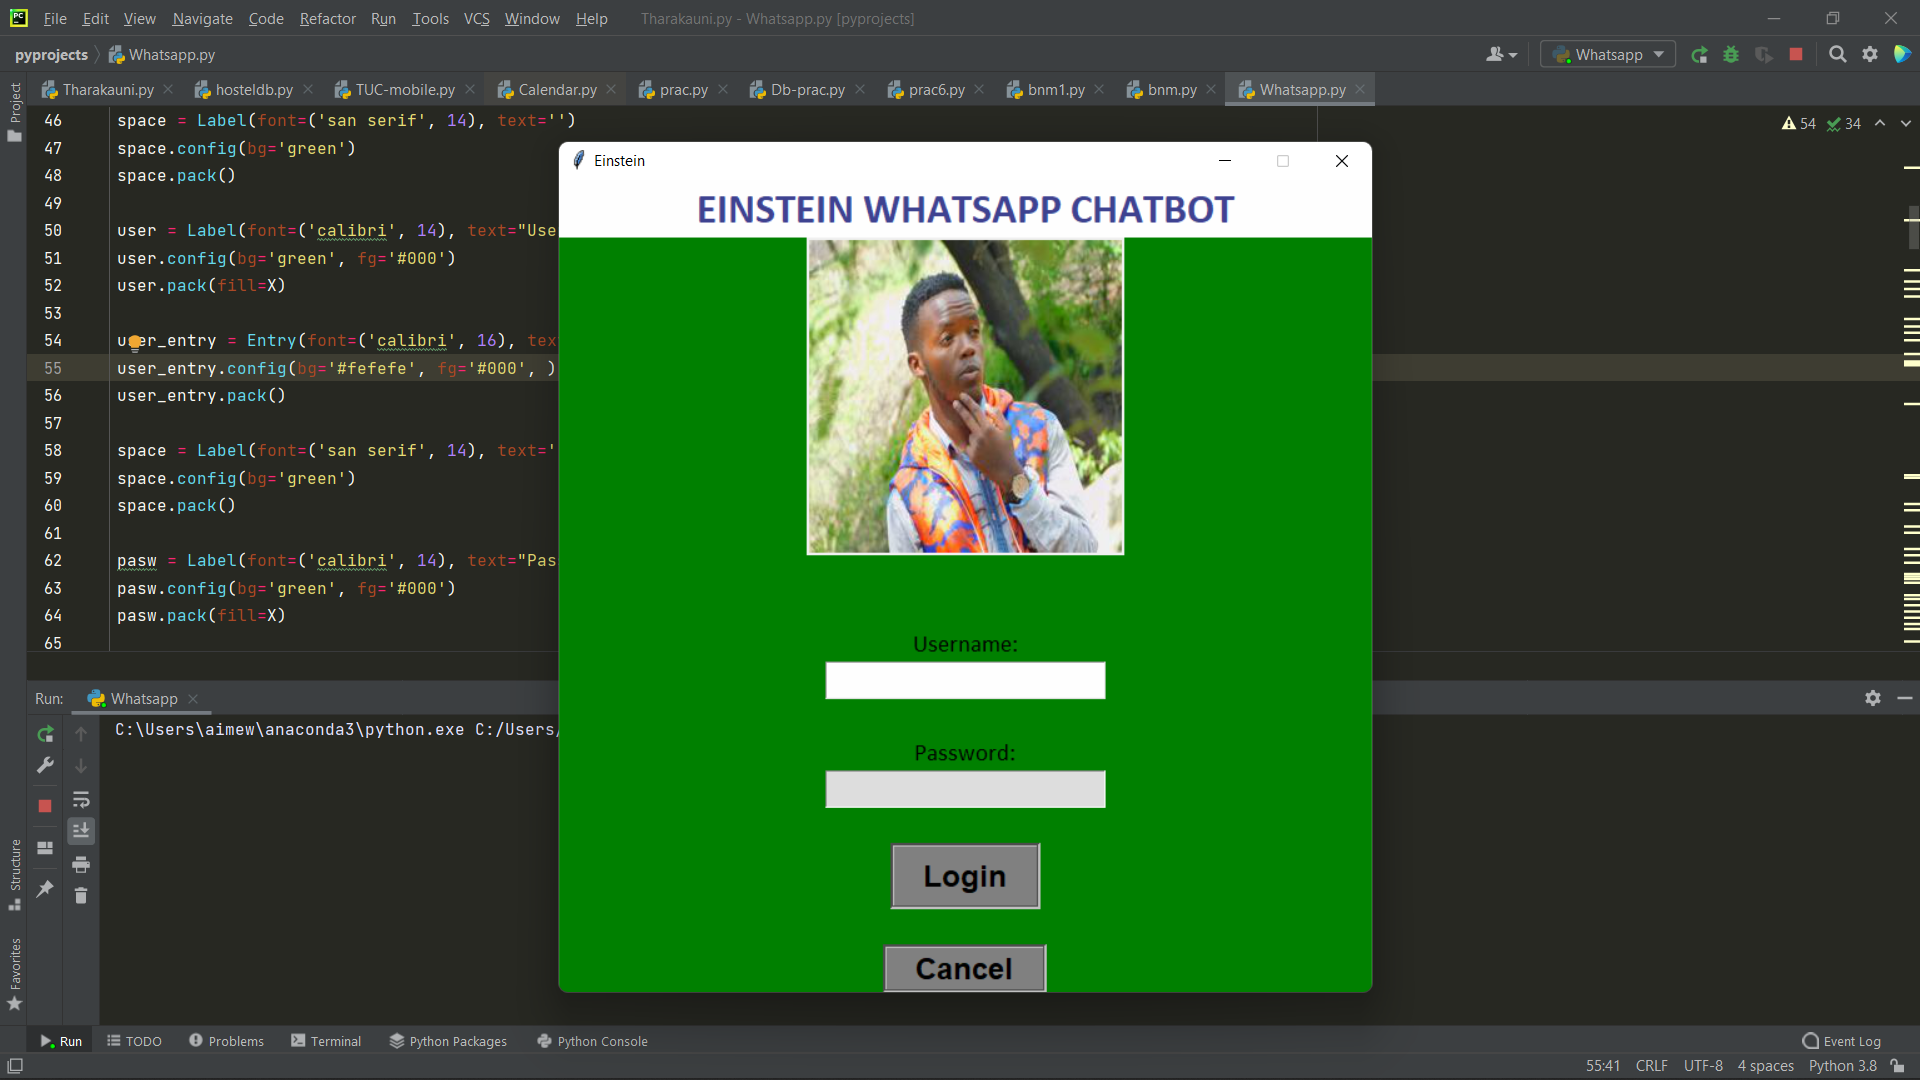 File Edit View Navigate Code Refactor Run Tools VCS Window Help Tharakauni.py - Whatsapp.py [pyprojects]
pyprojects Whatsapp.py Whatsapp
Tharakauni.py hosteldb.py TUC-mobile.py Calendar.py prac.py Db-prac.py prac6.py bnm1.py bnm.py Whatsapp.py
Project
54 34
46 space = Label(font=('san serif', 14), text='')
47 space.config(bg='green')
48 space.pack()
49
50 user = Label(font=('calibri', 14), text="Use
51 user.config(bg='green', fg='#000')
52 user.pack(fill=X)
53
54 user_entry = Entry(font=('calibri', 16), tex
55 user_entry.config(bg='#fefefe', fg='#000', )
56 user_entry.pack()
57
58 space = Label(font=('san serif', 14), text='
59 space.config(bg='green')
60 space.pack()
61
62 pasw = Label(font=('calibri', 14), text="Pas
63 pasw.config(bg='green', fg='#000')
64 pasw.pack(fill=X)
65
Einstein
EINSTEIN WHATSAPP CHATBOT
Username:
Password:
Login
Cancel
Run: Whatsapp
C:\Users\aimew\anaconda3\python.exe C:/Users/
Structure
Favorites
Run TODO Problems Terminal Python Packages Python Console Event Log
55:41 CRLF UTF-8 4 spaces Python 3.8